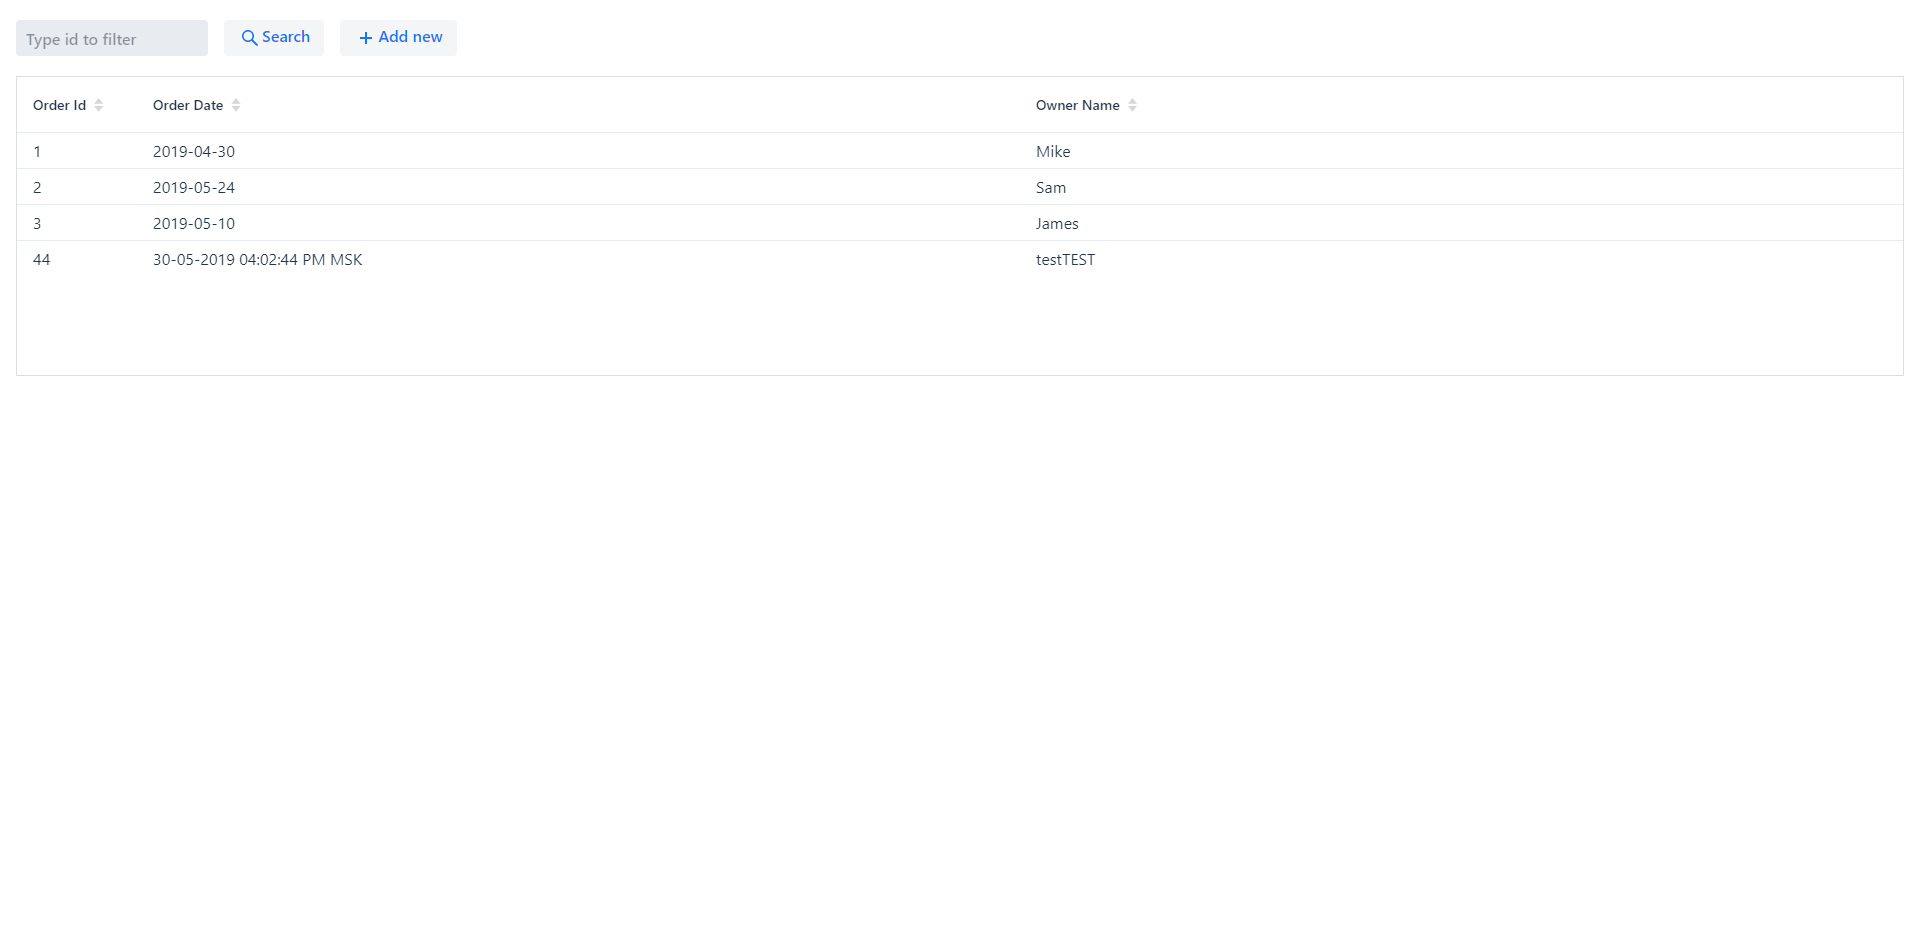 Type id to filter Search Add new
Order Id Order Date Owner Name
1 2019-04-30 Mike
2 2019-05-24 Sam
3 2019-05-10 James
44 30-05-2019 04:02:44 PM MSK testTEST